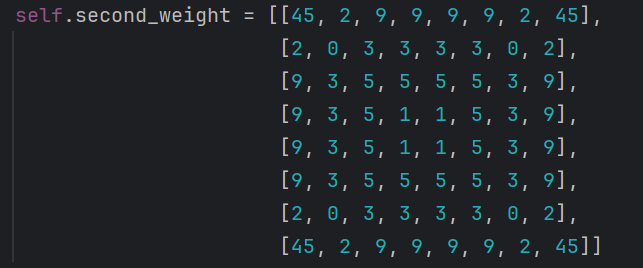 self.second_weight = [[45, 2, 9, 9, 9, 9, 2, 45],
[2, 0, 3, 3, 3, 3, 0, 2],
[9, 3, 5, 5, 5, 5, 3, 9],
[9, 3, 5, 1, 1, 5, 3, 9],
[9, 3, 5, 1, 1, 5, 3, 9],
[9, 3, 5, 5, 5, 5, 3, 9],
[2, 0, 3, 3, 3, 3, 0, 2],
[45, 2, 9, 9, 9, 9, 2, 45]]